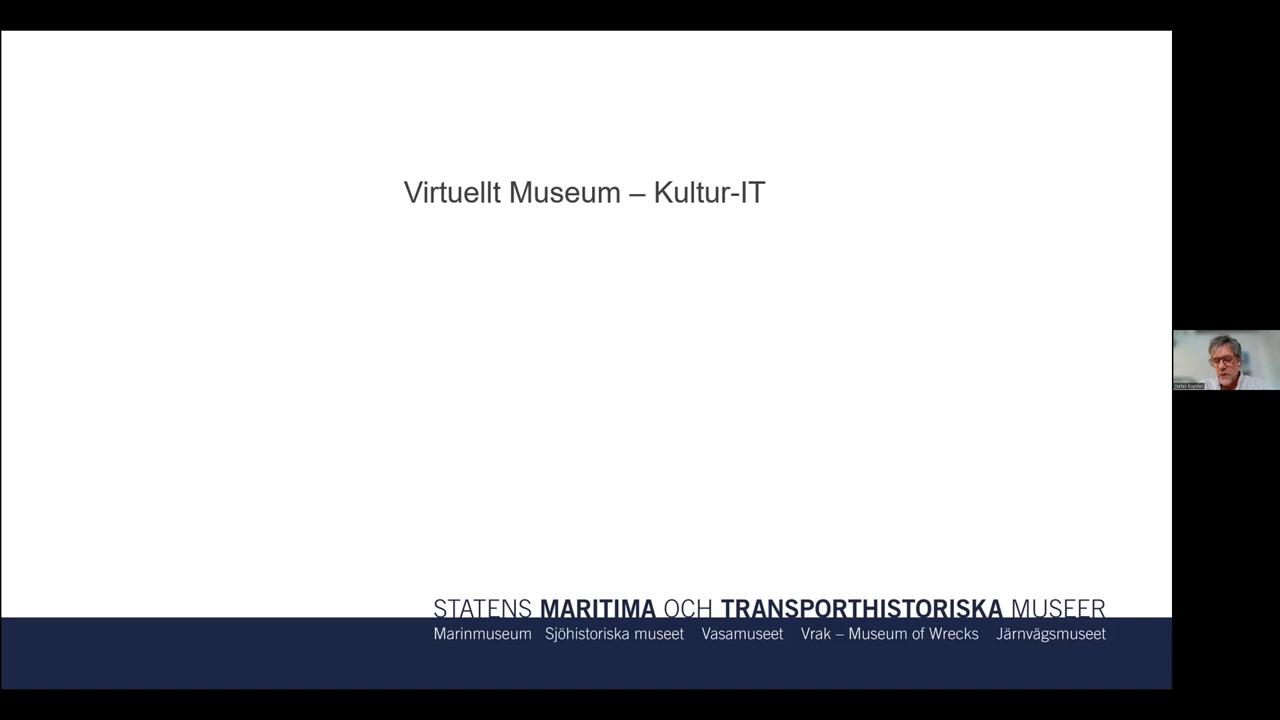 Virtuellt Museum – Kultur-IT
STATENS MARITIMA OCH TRANSPORTHISTORISKA MUSEER
Marinmuseum Sjöhistoriska museet Vasamuseet Vrak – Museum of Wrecks Järnvägsmuseet